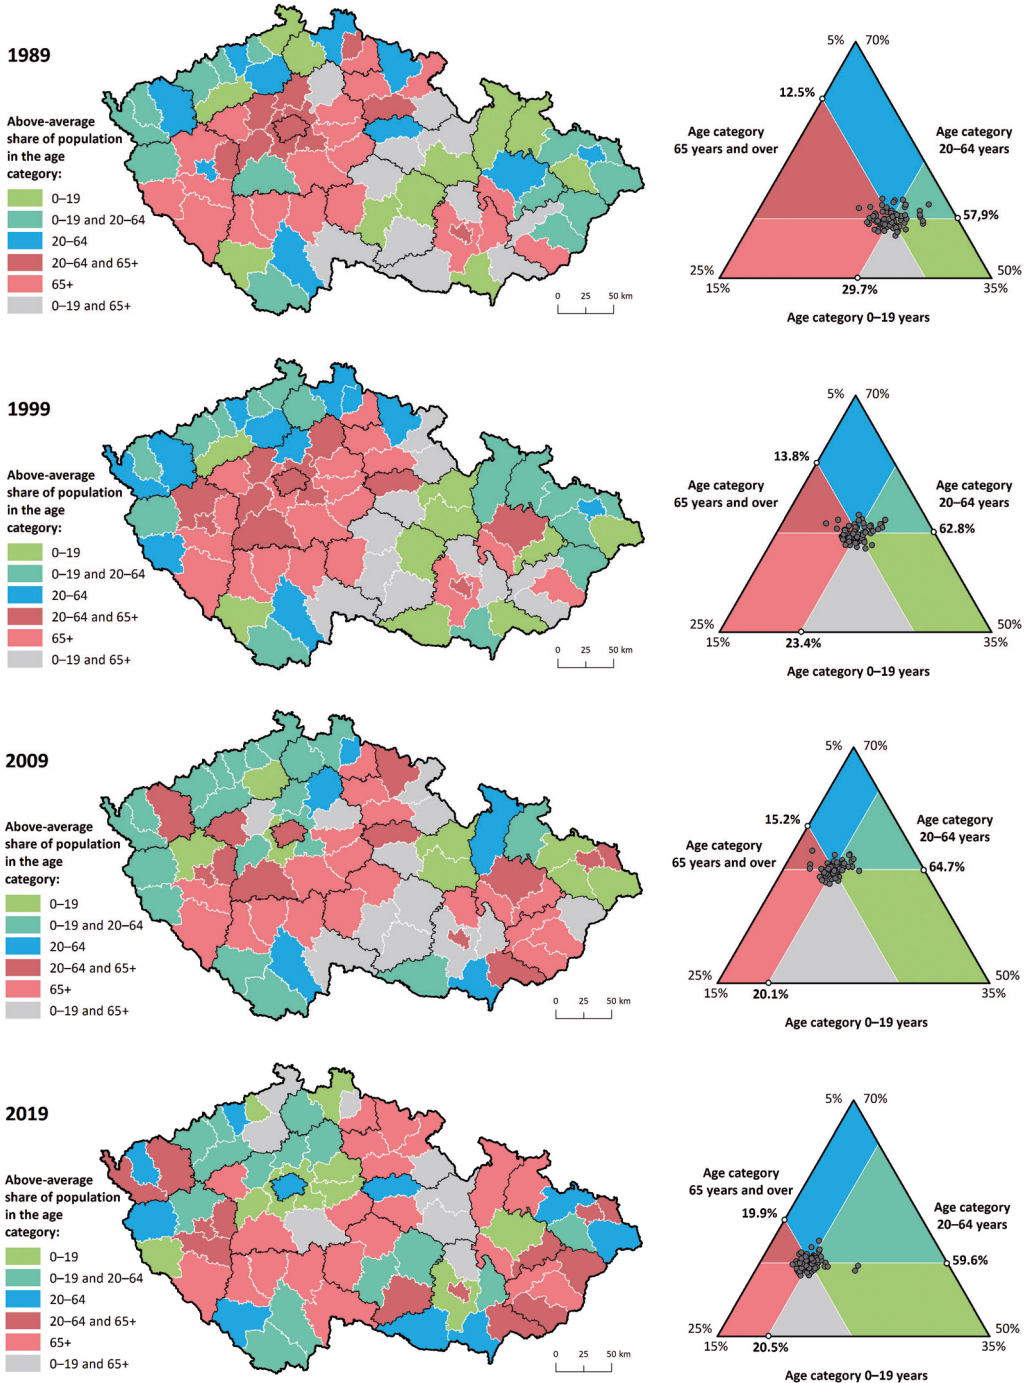 1989
Above-average
share of population
in the age
category:
0–19
0–19 and 20–64
20–64
20–64 and 65+
65+
0–19 and 65+
0 25 50 km
5% 70%
12.5%
Age category
65 years and over
Age category
20–64 years
57,9%
25% 50%
15% 29.7% 35%
Age category 0–19 years
1999
Above-average
share of population
in the age
category:
0–19
0–19 and 20–64
20–64
20–64 and 65+
65+
0–19 and 65+
0 25 50 km
5% 70%
13.8%
Age category
65 years and over
Age category
20–64 years
62.8%
25% 50%
15% 23.4% 35%
Age category 0–19 years
2009
Above-average
share of population
in the age
category:
0–19
0–19 and 20–64
20–64
20–64 and 65+
65+
0–19 and 65+
0 25 50 km
5% 70%
15.2%
Age category
65 years and over
Age category
20–64 years
64.7%
25% 50%
15% 20.1% 35%
Age category 0–19 years
2019
Above-average
share of population
in the age
category:
0–19
0–19 and 20–64
20–64
20–64 and 65+
65+
0–19 and 65+
0 25 50 km
5% 70%
Age category
65 years and over
19.9%
Age category
20–64 years
59.6%
25% 50%
15% 20.5% 35%
Age category 0–19 years